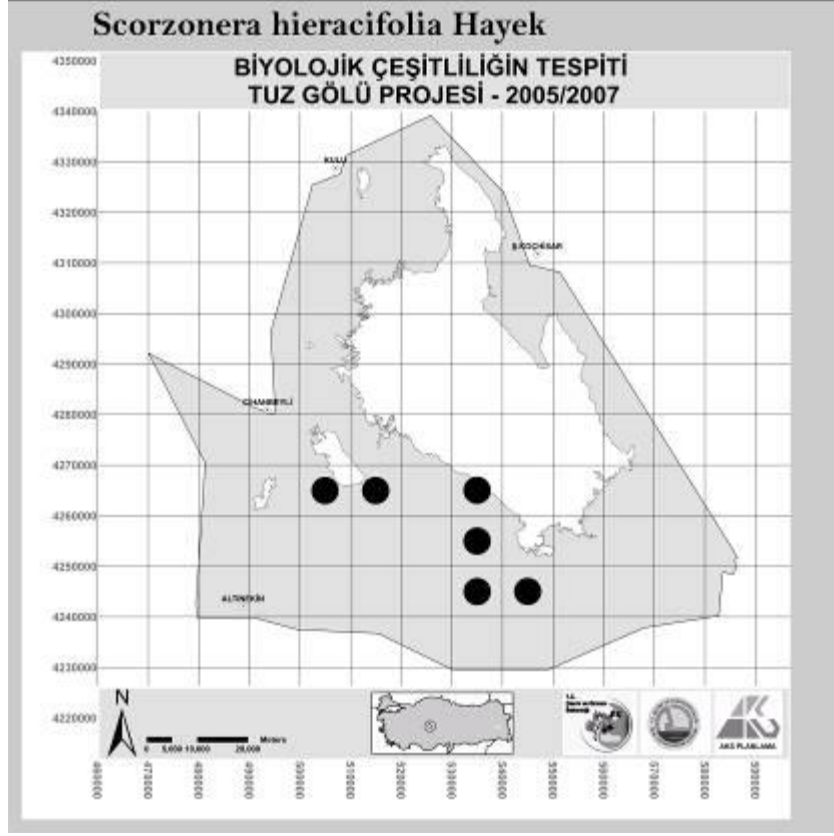 Scorzonera hieracifolia Hayek
BİYOLOJİK ÇEŞİTLİLİĞİN TESPİTİ
TUZ GÖLÜ PROJESİ - 2005/2007
4350000
4340000
4330000
4320000
4310000
4300000
4290000
4280000
4270000
4260000
4250000
4240000
4230000
4220000
KULU
Ş.KOÇHİSAR
CİHANBEYLİ
ALTINEKİN
N
0 5,000 10,000 20,000 Meters
T.C.
AKS PLANLAMA
460000 470000 480000 490000 500000 510000 520000 530000 540000 550000 560000 570000 580000 590000